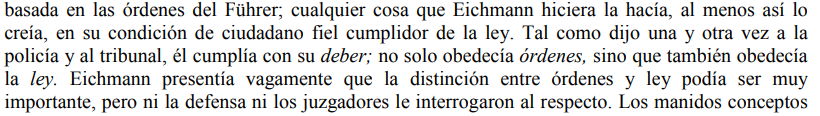 basada en las órdenes del Führer; cualquier cosa que Eichmann hiciera la hacía, al menos así lo
creía, en su condición de ciudadano fiel cumplidor de la ley. Tal como dijo una y otra vez a la
policía y al tribunal, él cumplía con su deber; no solo obedecía órdenes, sino que también obedecía
la ley. Eichmann presentía vagamente que la distinción entre órdenes y ley podía ser muy
importante, pero ni la defensa ni los juzgadores le interrogaron al respecto. Los manidos conceptos